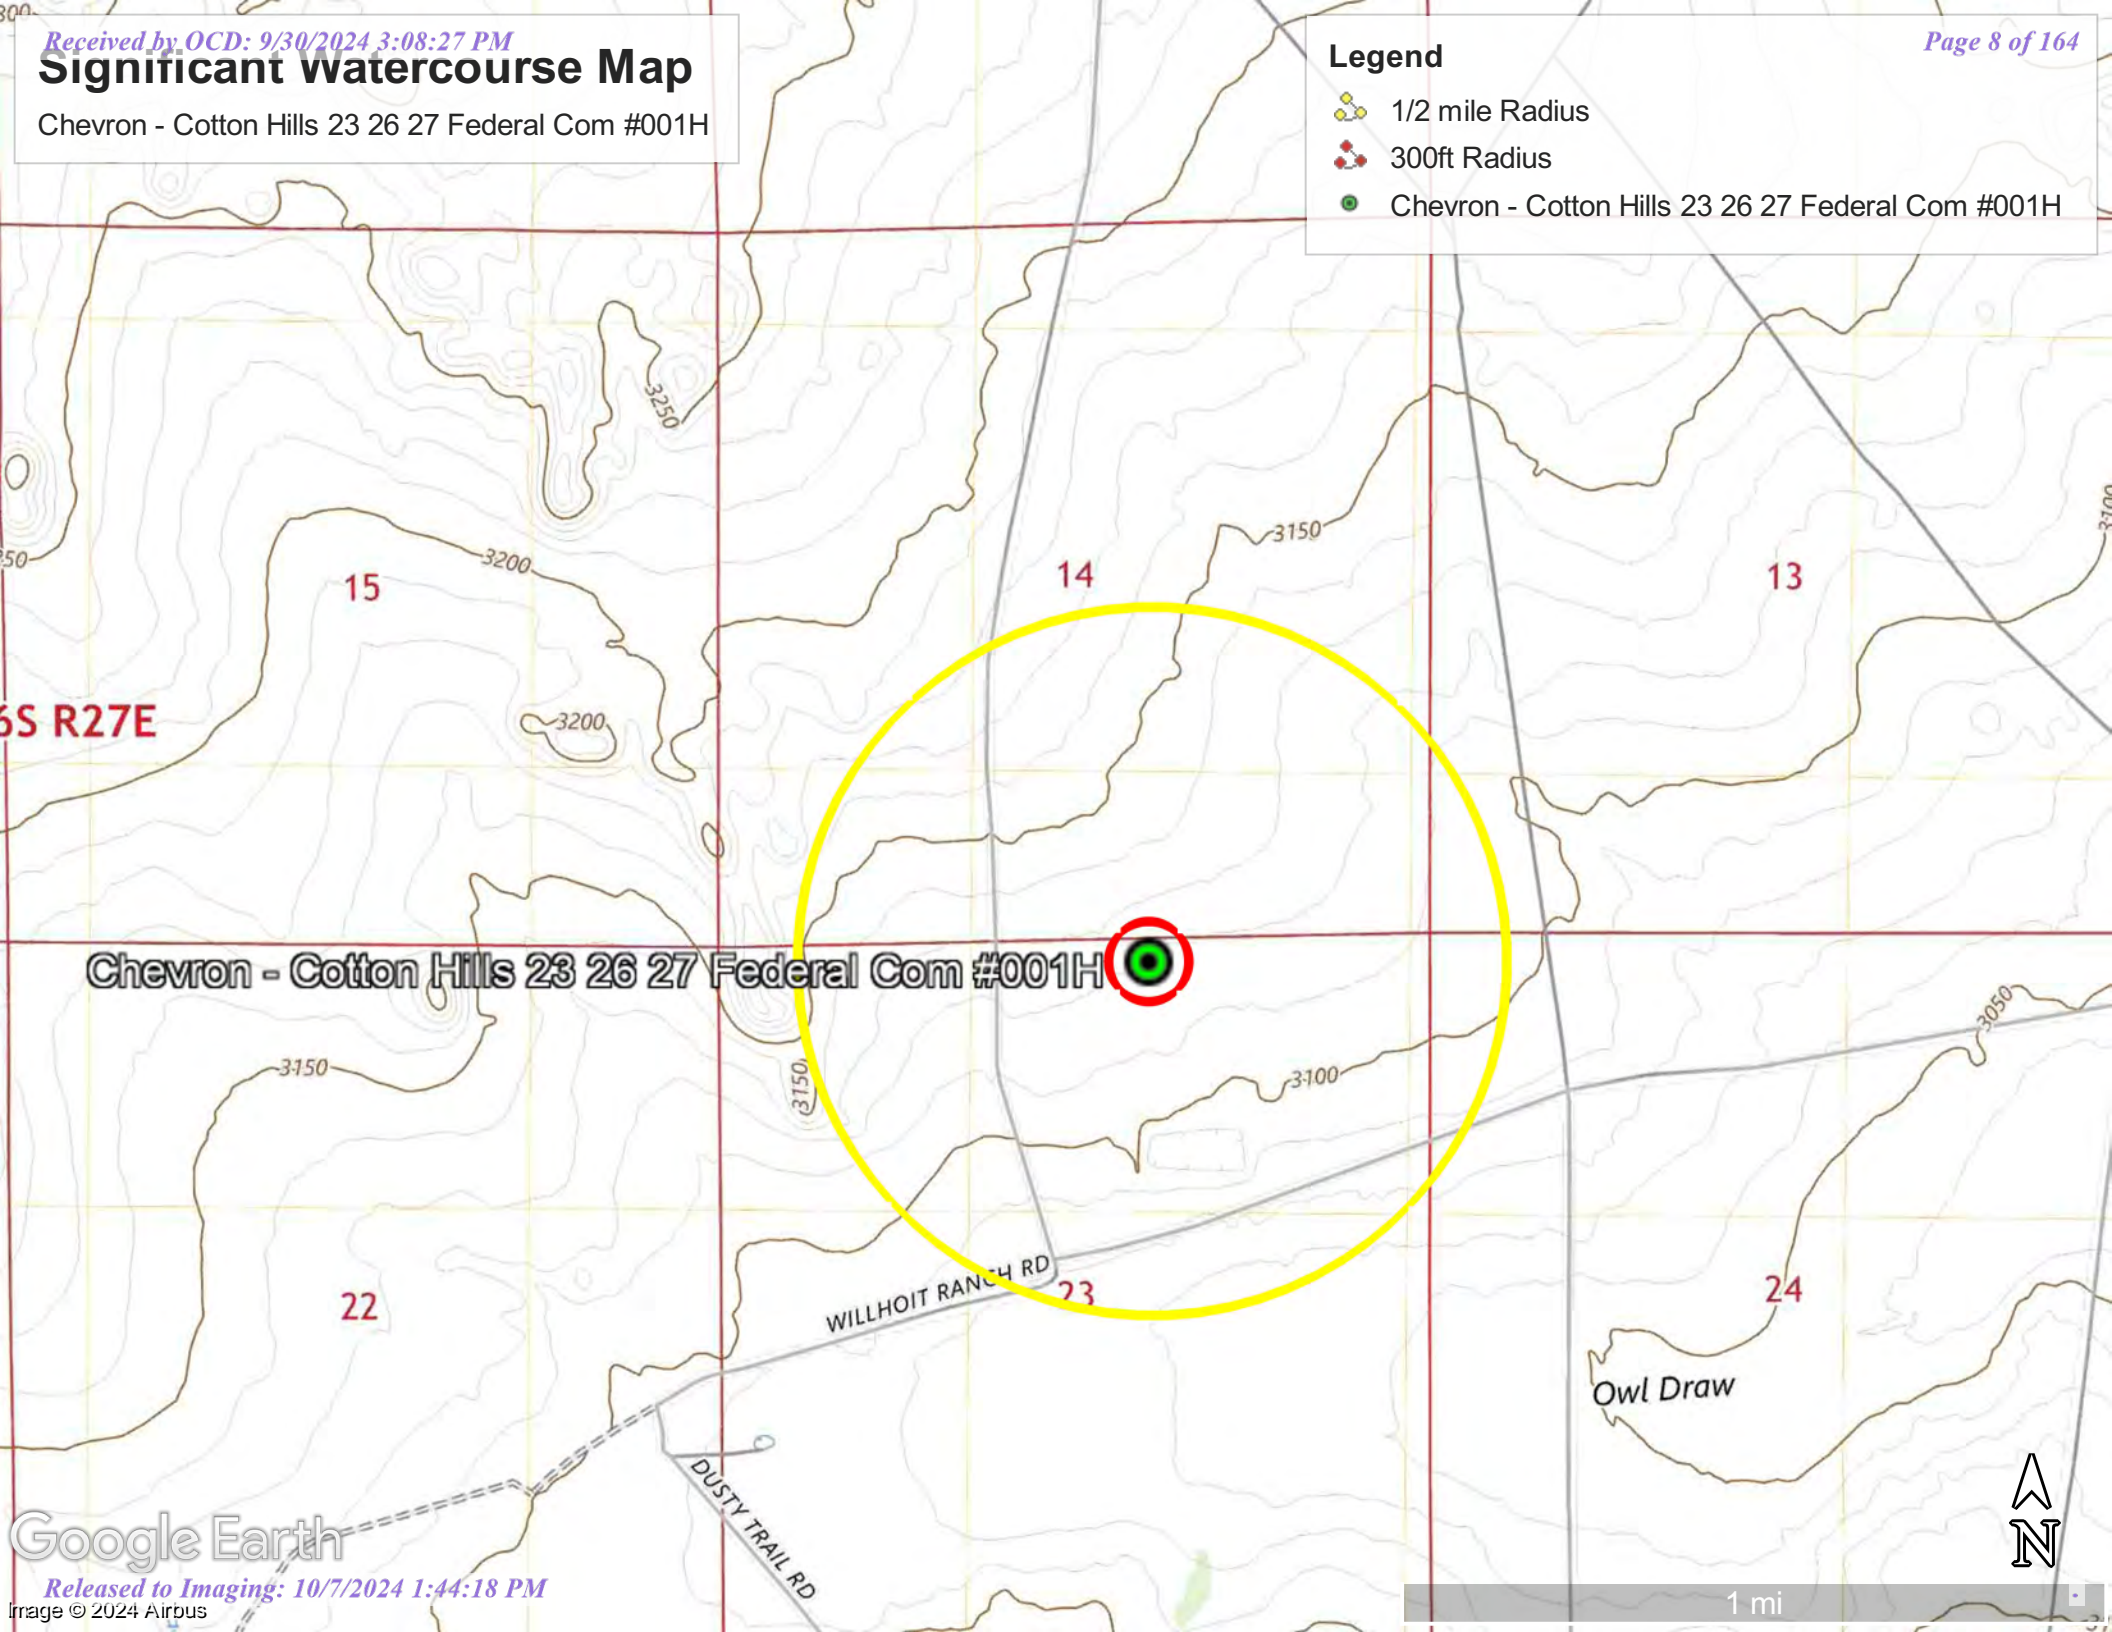 Received by OCD: 9/30/2024 3:08:27 PM
Page 8 of 164
Significant Watercourse Map
Chevron - Cotton Hills 23 26 27 Federal Com #001H
Legend
1/2 mile Radius
300ft Radius
Chevron - Cotton Hills 23 26 27 Federal Com #001H
3250
3100
3150
3200
50
15
14
13
6S R27E
3200
Chevron - Cotton Hills 23 26 27 Federal Com #001H
3050
3150
3150
3100
WILLHOIT RANCH RD
23
22
24
Owl Draw
DUSTY TRAIL RD
N
Google Earth
Released to Imaging: 10/7/2024 1:44:18 PM
Image © 2024 Airbus
1 mi